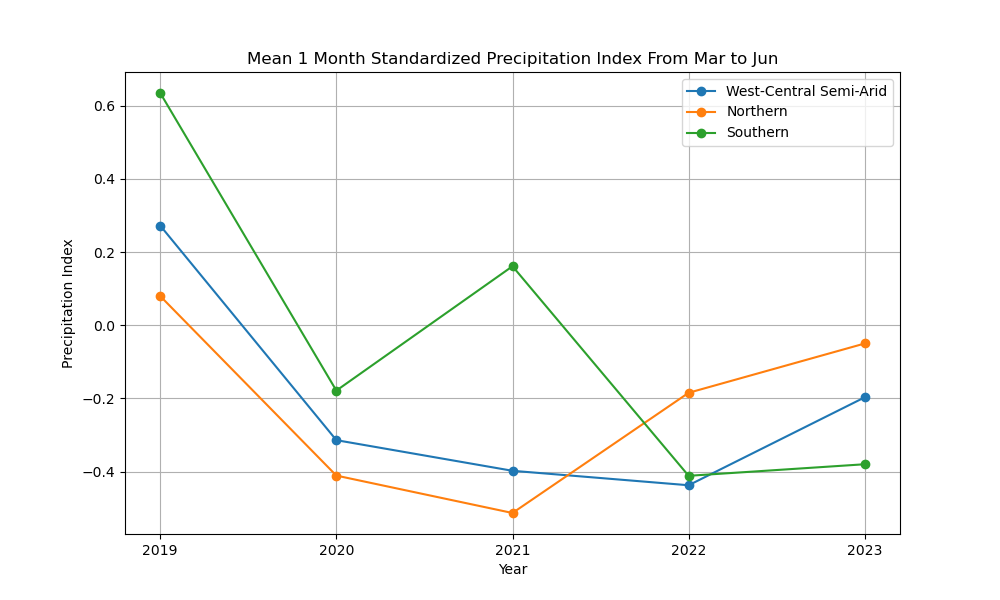 Mean 1 Month Standardized Precipitation Index From Mar to Jun
West-Central Semi-Arid
Northern
Southern
0.6
0.4
0.2
0.0
−0.2
−0.4
Precipitation Index
2019 2020 2021 2022 2023
Year